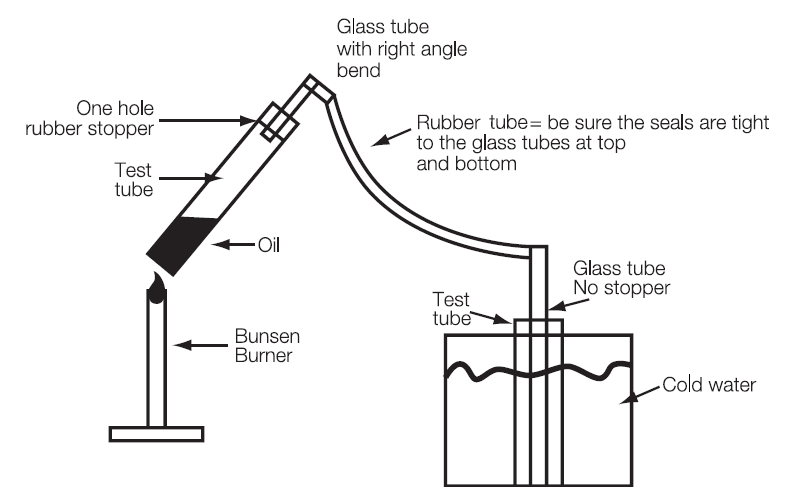 Glass tube
with right angle
bend
One hole
rubber stopper
Rubber tube= be sure the seals are tight
to the glass tubes at top
and bottom
Test
tube
Oil
Glass tube
No stopper
Test
tube
Bunsen
Burner
Cold water